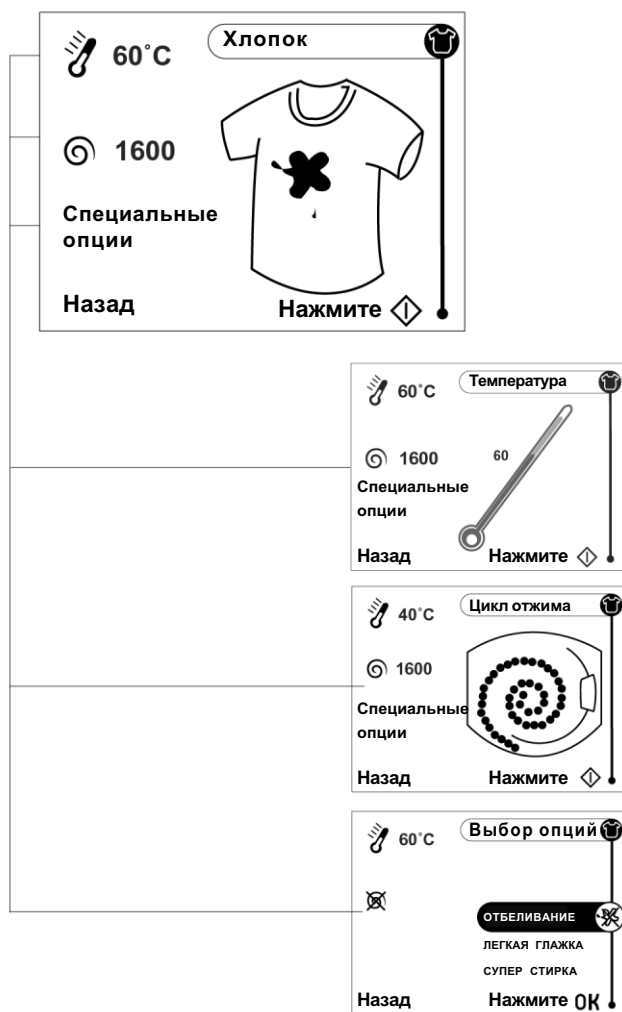 60°C
Хлопок
1600
Специальные
опции
Назад
Нажмите
60°C
Температура
1600
60
Специальные
опции
Назад
Нажмите
40°C
Цикл отжима
1600
Специальные
опции
Назад
Нажмите
60°C
Выбор опций
ОТБЕЛИВАНИЕ
ЛЕГКАЯ ГЛАЖКА
СУПЕР СТИРКА
Назад
Нажмите OK